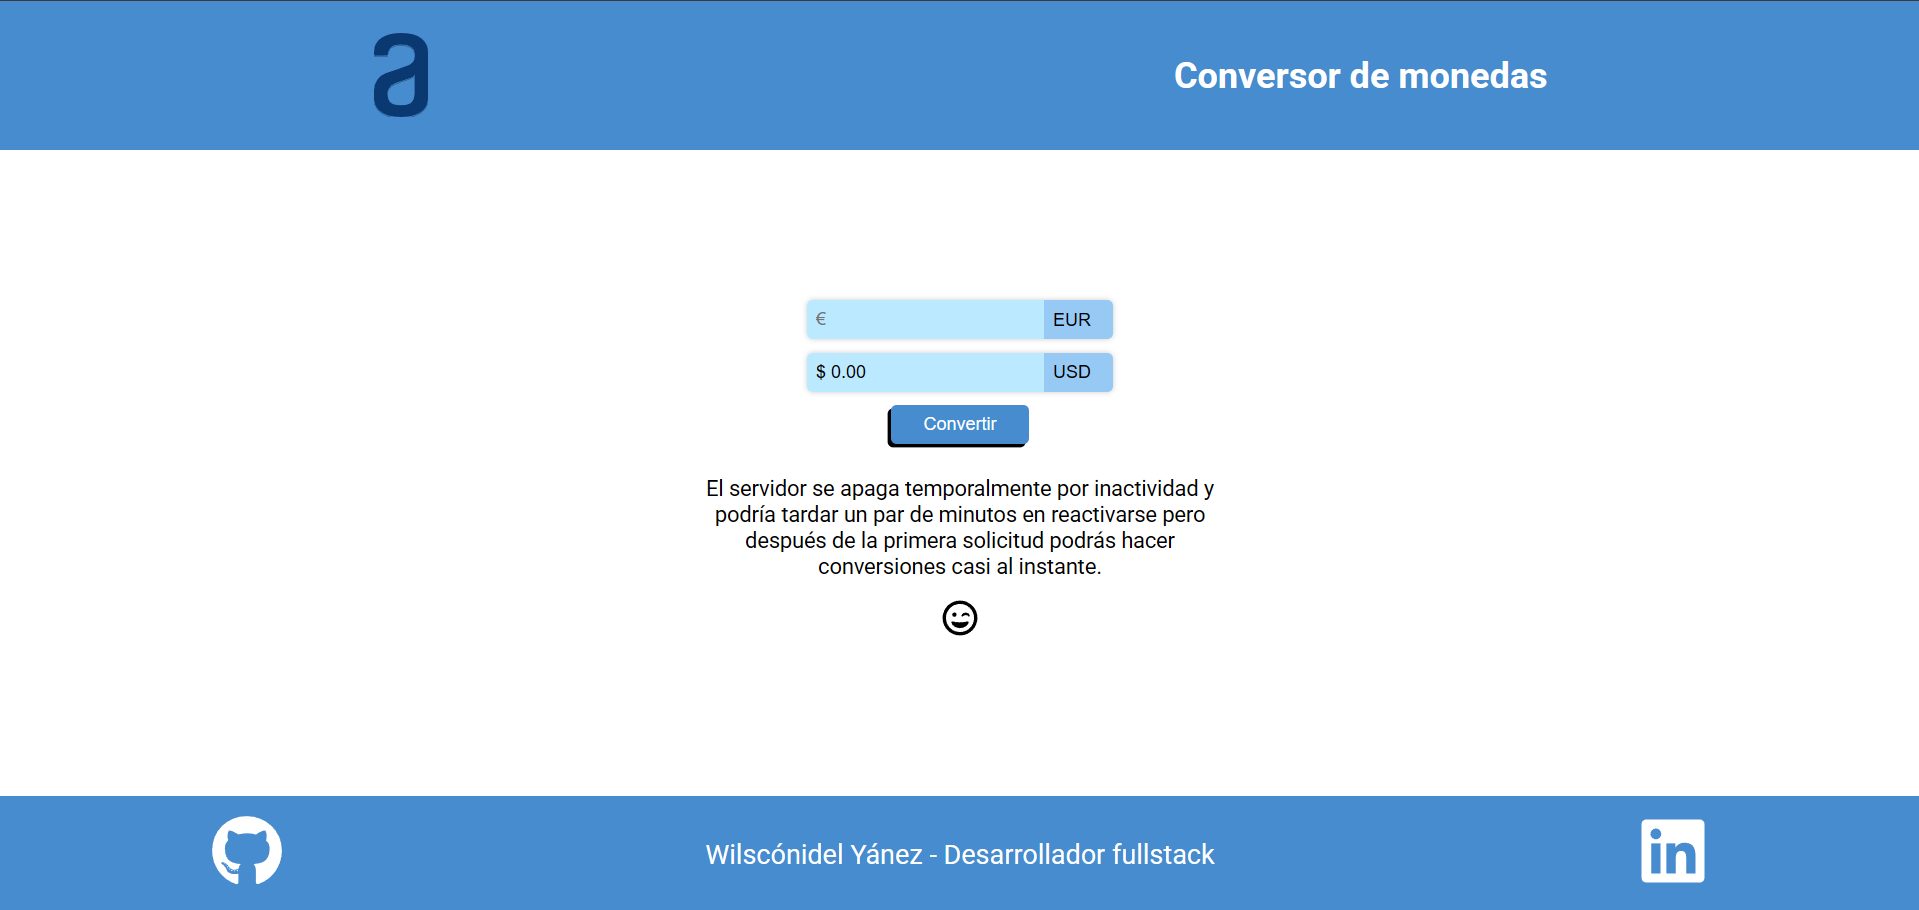 a
Conversor de monedas
€
EUR
$ 0.00
USD
Convertir
El servidor se apaga temporalmente por inactividad y
podría tardar un par de minutos en reactivarse pero
después de la primera solicitud podrás hacer
conversiones casi al instante.
Wilscónidel Yánez - Desarrollador fullstack
in